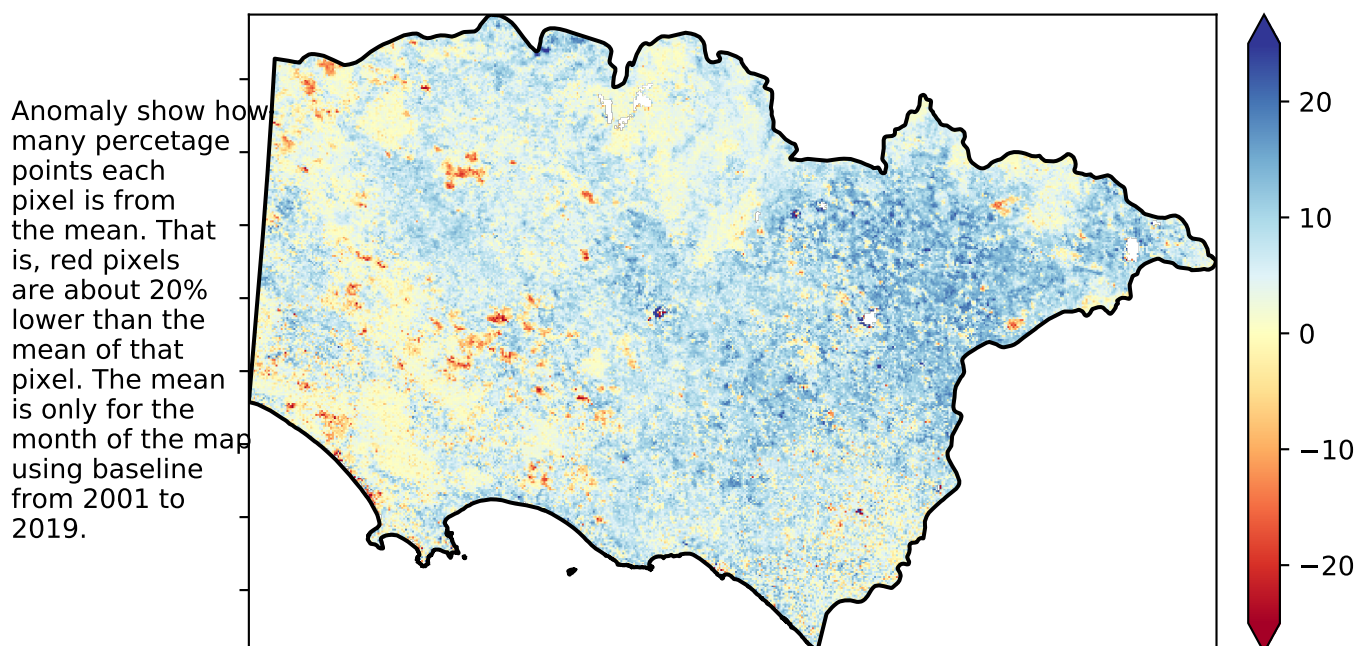 Anomaly show how
many percetage
points each
pixel is from
the mean. That
is, red pixels
are about 20%
lower than the
mean of that
pixel. The mean
is only for the
month of the map
using baseline
from 2001 to
2019.
20
10
0
−10
−20